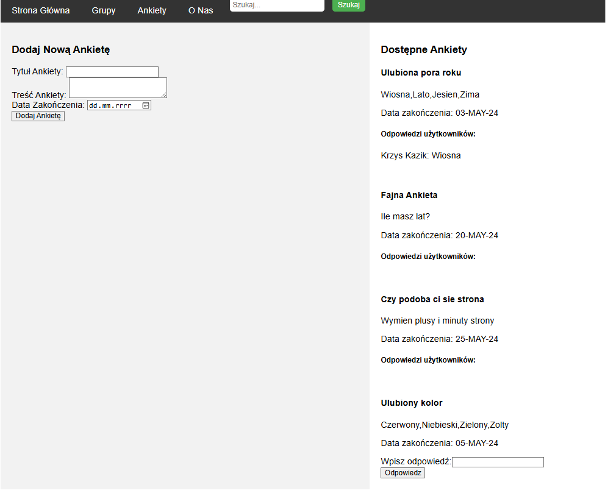 Strona Główna Grupy Ankiety O Nas Szukaj... Szukaj
Dodaj Nową Ankietę
Tytuł Ankiety:
Treść Ankiety:
Data Zakończenia: dd.mm.rrrr
Dodaj Ankietę
Dostępne Ankiety
Ulubiona pora roku
Wiosna,Lato,Jesien,Zima
Data zakończenia: 03-MAY-24
Odpowiedzi użytkowników:
Krzys Kazik: Wiosna
Fajna Ankieta
Ile masz lat?
Data zakończenia: 20-MAY-24
Odpowiedzi użytkowników:
Czy podoba ci sie strona
Wymien plusy i minuty strony
Data zakończenia: 25-MAY-24
Odpowiedzi użytkowników:
Ulubiony kolor
Czerwony,Niebieski,Zielony,Zolty
Data zakończenia: 05-MAY-24
Wpisz odpowiedź:
Odpowiedz